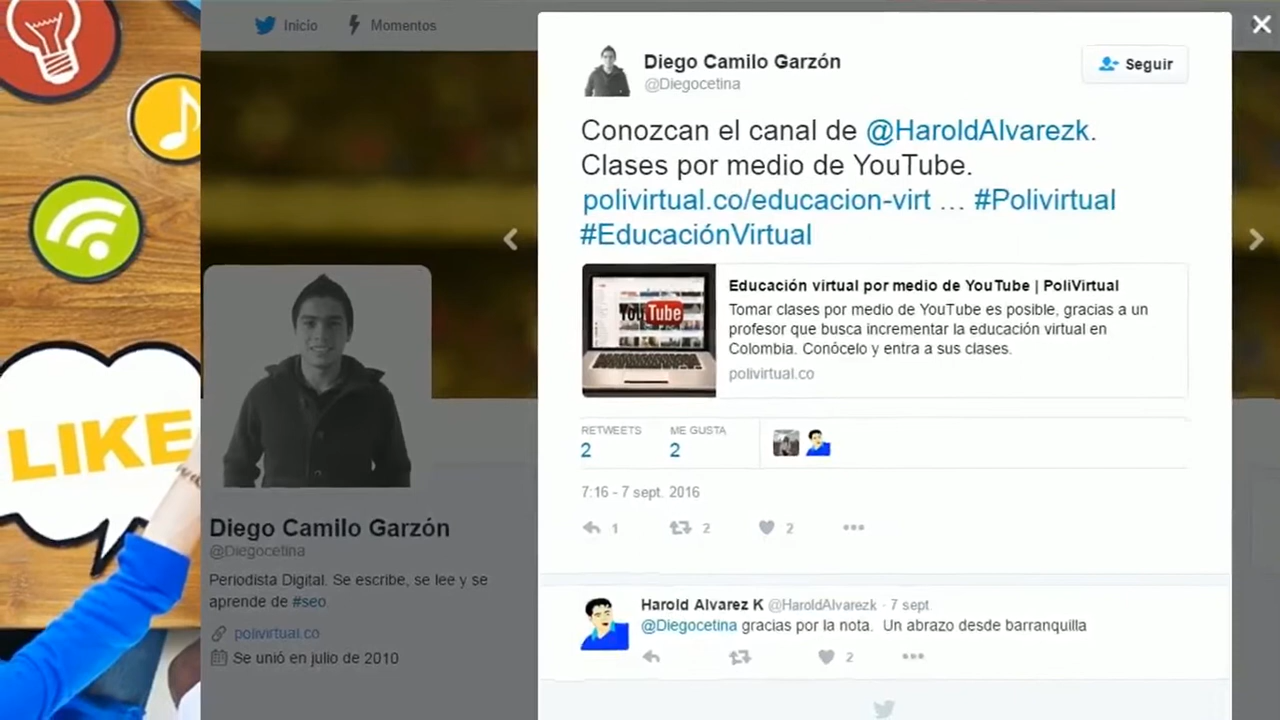 Inicio
Momentos
LIKE
Diego Camilo Garzón
@Diegocetina
Periodista Digital. Se escribe, se lee y se
aprende de #seo
polivirtual.co
Se unió en julio de 2010
Diego Camilo Garzón
@Diegocetina
Seguir
Conozcan el canal de @HaroldAlvarezk.
Clases por medio de YouTube.
polivirtual.co/educacion-virt … #Polivirtual
#EducaciónVirtual
YouTube
Educación virtual por medio de YouTube | PoliVirtual
Tomar clases por medio de YouTube es posible, gracias a un
profesor que busca incrementar la educación virtual en
Colombia. Conócelo y entra a sus clases.
polivirtual.co
RETWEETS ME GUSTA
2 2
7:16 - 7 sept. 2016
1 2 2
Harold Alvarez K @HaroldAlvarezk · 7 sept.
@Diegocetina gracias por la nota. Un abrazo desde barranquilla
2